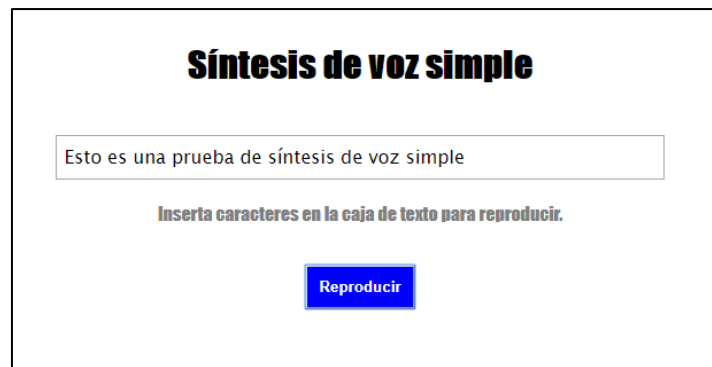 Síntesis de voz simple
Esto es una prueba de síntesis de voz simple
Inserta caracteres en la caja de texto para reproducir.
Reproducir